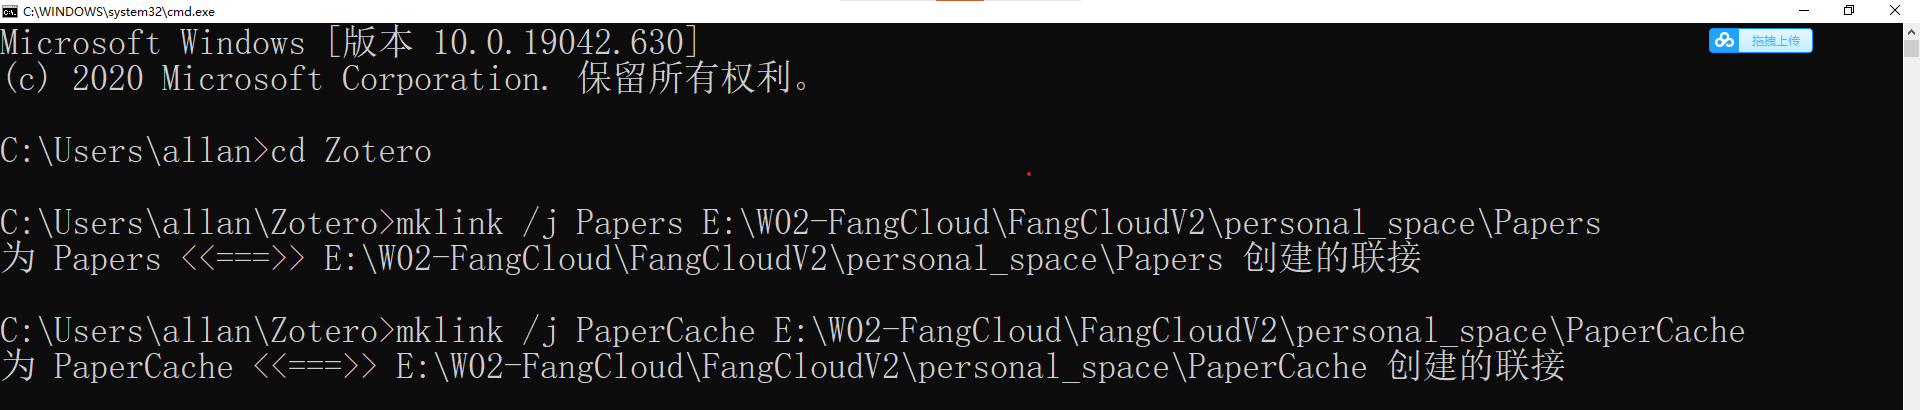 C:\WINDOWS\system32\cmd.exe
Microsoft Windows [版本 10.0.19042.630]
(c) 2020 Microsoft Corporation. 保留所有权利。
拖拽上传
C:\Users\allan>cd Zotero
C:\Users\allan\Zotero>mklink /j Papers E:\W02-FangCloud\FangCloudV2\personal_space\Papers
为 Papers <<===>> E:\W02-FangCloud\FangCloudV2\personal_space\Papers 创建的联接
C:\Users\allan\Zotero>mklink /j PaperCache E:\W02-FangCloud\FangCloudV2\personal_space\PaperCache
为 PaperCache <<===>> E:\W02-FangCloud\FangCloudV2\personal_space\PaperCache 创建的联接